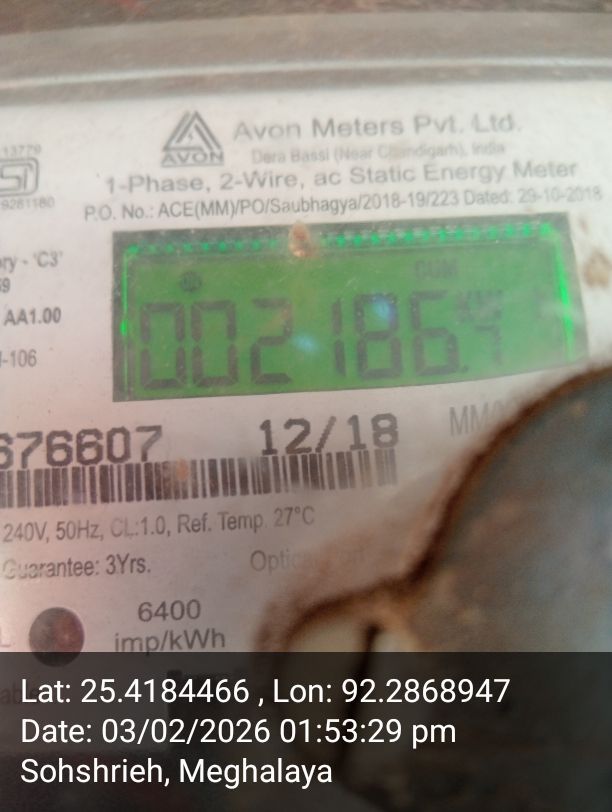 AVON
Avon Meters Pvt. Ltd.
Dera Bassi (Near Chandigarh), India
1-Phase, 2-Wire, ac Static Energy Meter
P.O. No.: ACE(MM)/PO/Saubhagya/2018-19/223 Dated: 29-10-2018
ory - 'C3'
AA1.00
-106
CUM
002186.
676607
12/18
240V, 50Hz, CL:1.0, Ref. Temp. 27°C
Guarantee: 3Yrs.
6400
imp/kWh
Lat: 25.4184466 , Lon: 92.2868947
Date: 03/02/2026 01:53:29 pm
Sohshrieh, Meghalaya